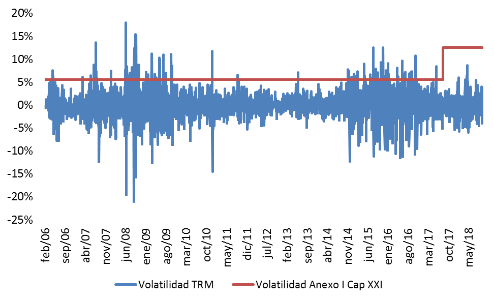 20%
15%
10%
5%
0%
-5%
-10%
-15%
-20%
-25%
feb/06
sep/06
abr/07
nov/07
jun/08
ene/09
ago/09
mar/10
oct/10
may/11
dic/11
jul/12
feb/13
sep/13
abr/14
nov/14
jun/15
ene/16
ago/16
mar/17
oct/17
may/18
Volatilidad TRM
Volatilidad Anexo I Cap XXI